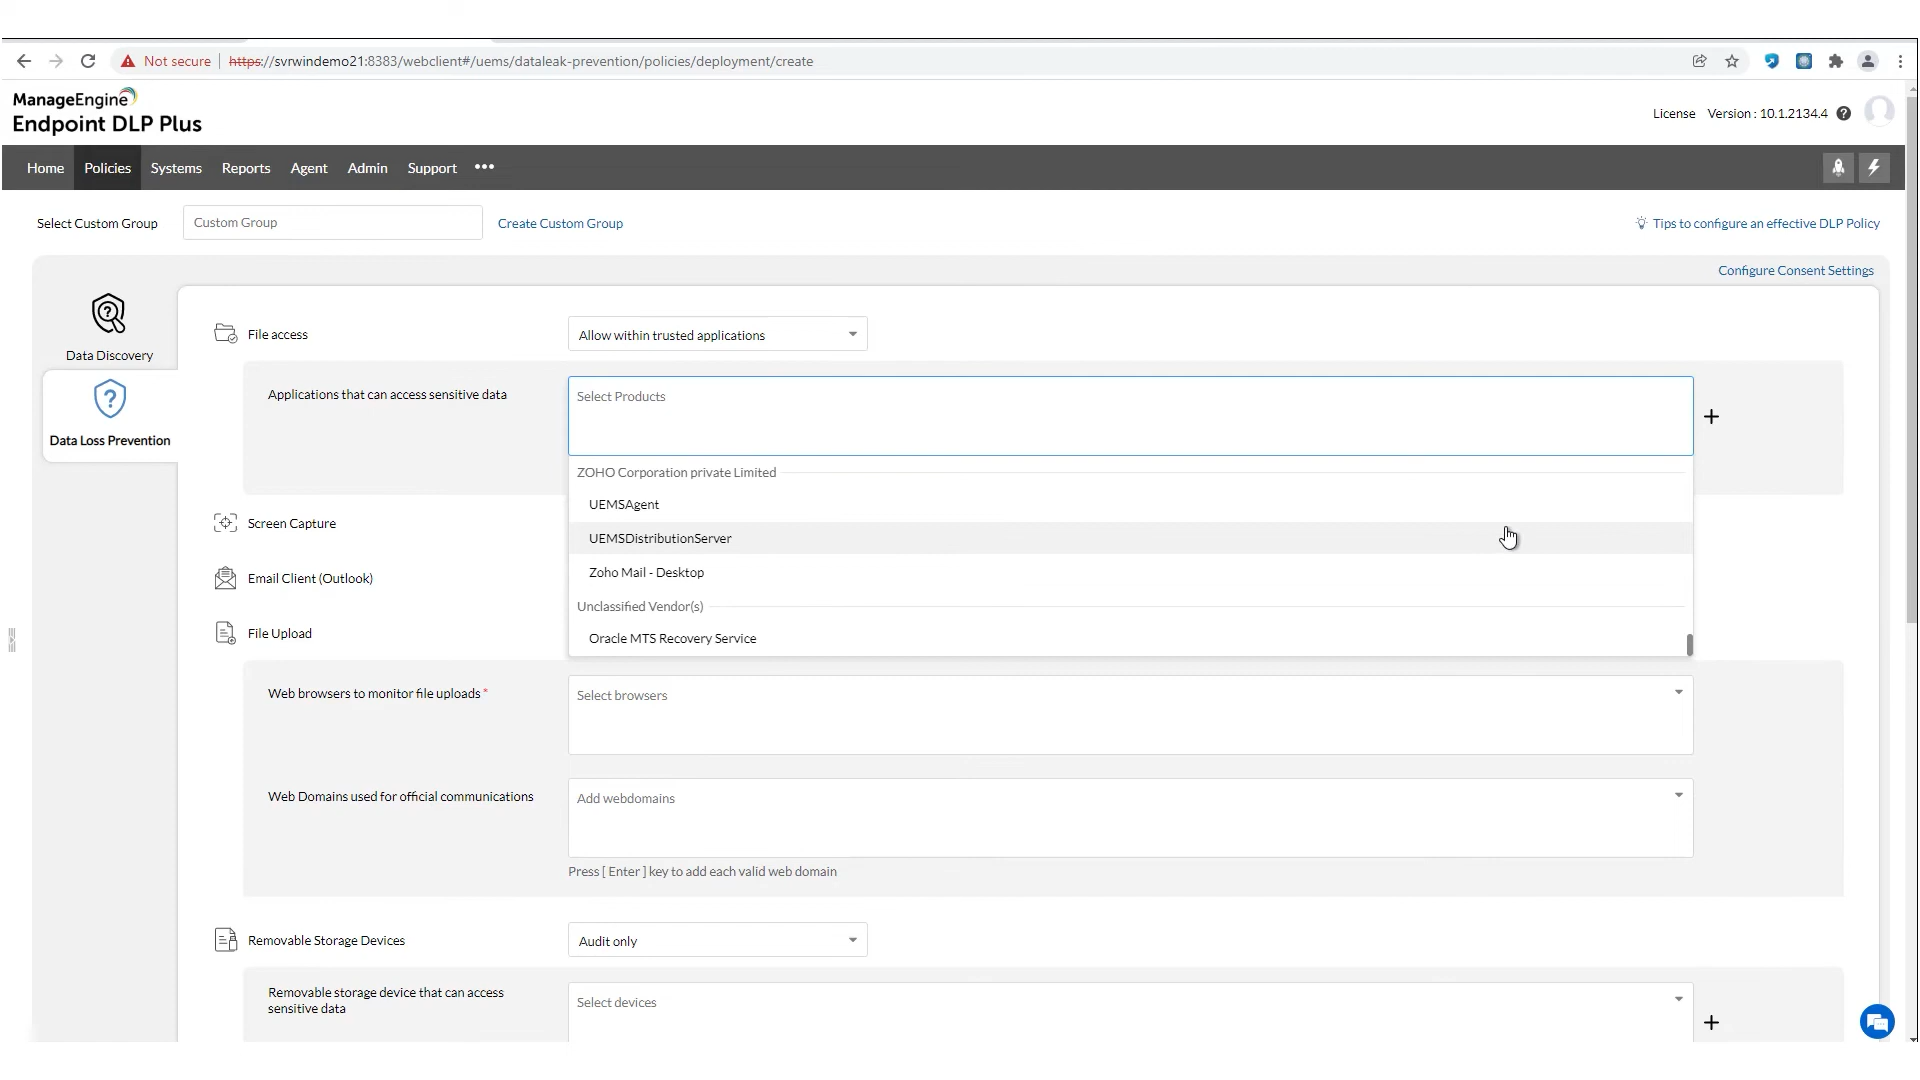 Not secure | https://svrwindemo21:8383/webclient#/uems/dataleak-prevention/policies/deployment/create
ManageEngine
Endpoint DLP Plus
License Version : 10.1.2134.4
Home Policies Systems Reports Agent Admin Support •••
Select Custom Group Custom Group Create Custom Group Tips to configure an effective DLP Policy
Configure Consent Settings
Data Discovery
Data Loss Prevention
File access Allow within trusted applications
Applications that can access sensitive data Select Products
ZOHO Corporation private Limited
UEMSAgent
Screen Capture
UEMSDistributionServer
Email Client (Outlook) Zoho Mail - Desktop
Unclassified Vendor(s)
File Upload Oracle MTS Recovery Service
Web browsers to monitor file uploads * Select browsers
Web Domains used for official communications Add webdomains
Press [ Enter ] key to add each valid web domain
Removable Storage Devices Audit only
Removable storage device that can access
sensitive data
Select devices